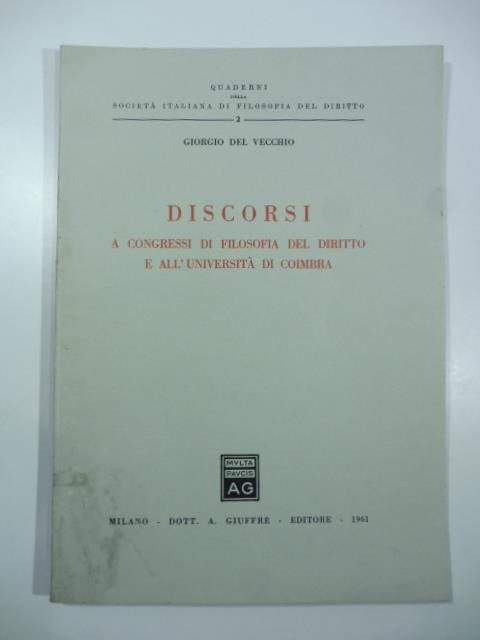 QUADERNI
DELLA
SOCIETÀ ITALIANA DI FILOSOFIA DEL DIRITTO
2
GIORGIO DEL VECCHIO
DISCORSI
A CONGRESSI DI FILOSOFIA DEL DIRITTO
E ALL'UNIVERSITÀ DI COIMBRA
MVLTA
PAVCIS
AG
MILANO - DOTT. A. GIUFFRÈ - EDITORE - 1961